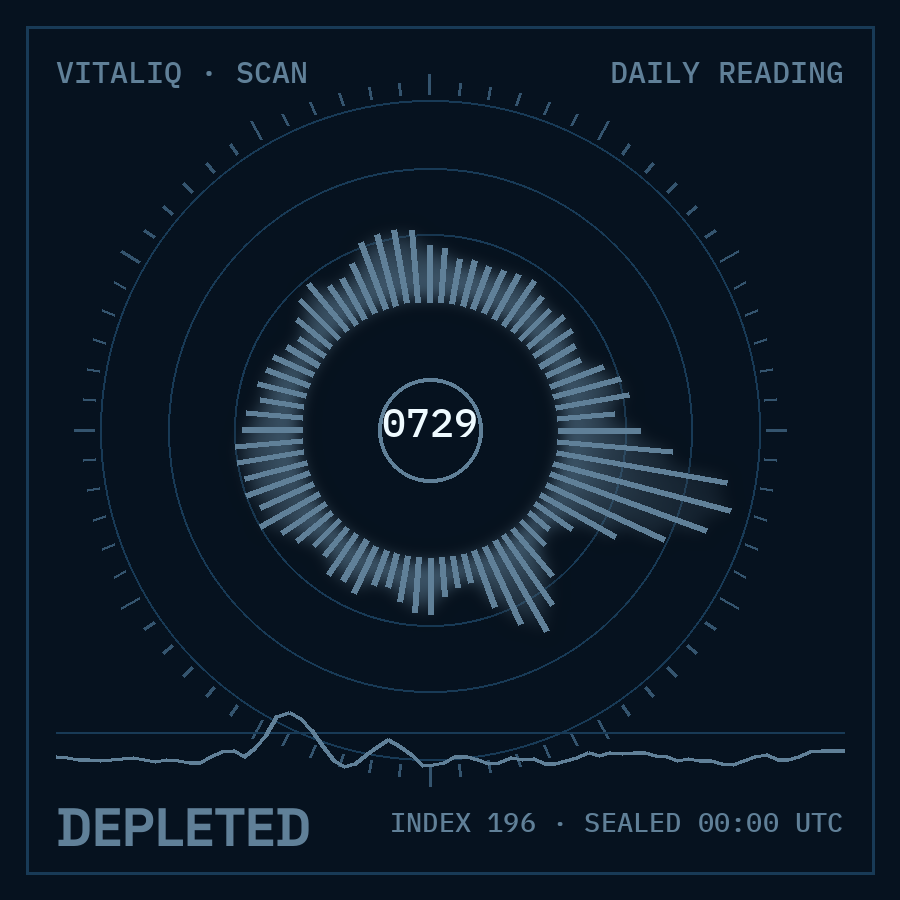 VITALIQ · SCAN
DAILY READING
0729
DEPLETED
INDEX 196 · SEALED 00:00 UTC